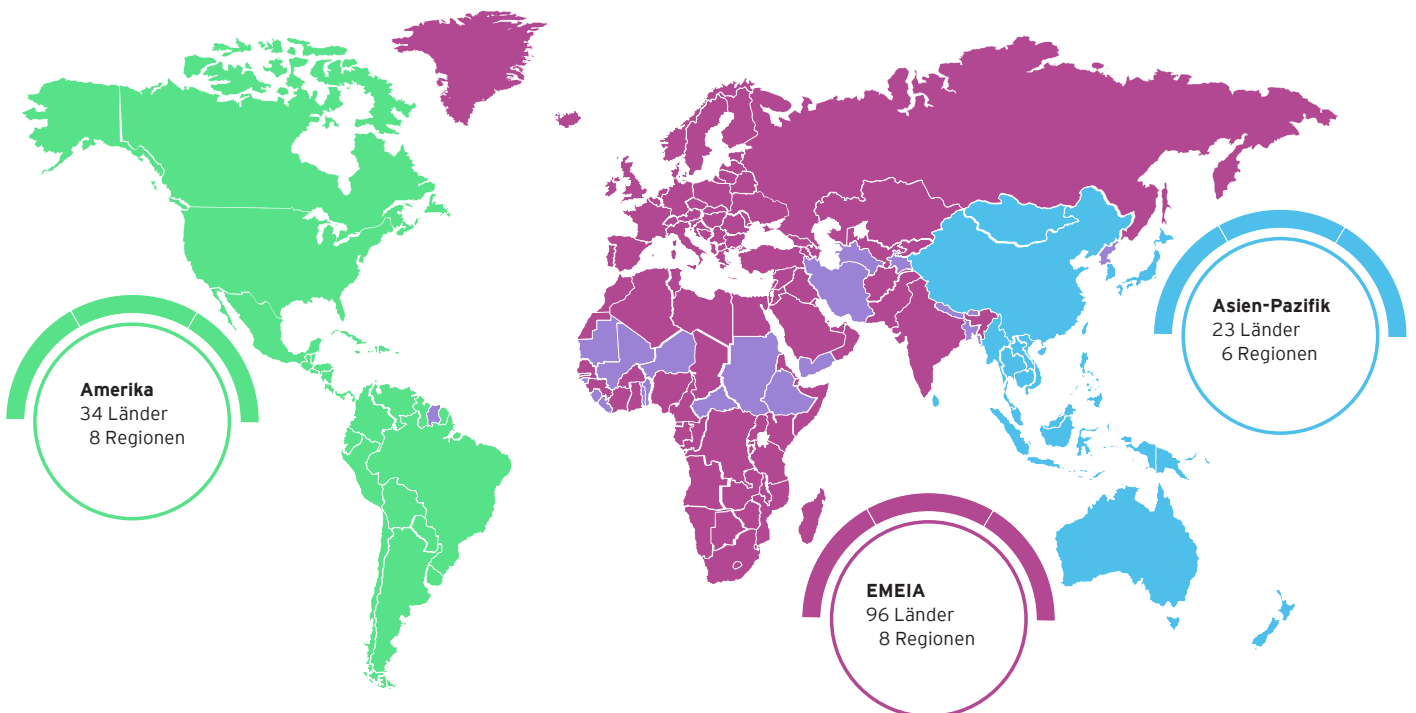 Amerika
34 Länder
8 Regionen
EMEIA
96 Länder
8 Regionen
Asien-Pazifik
23 Länder
6 Regionen